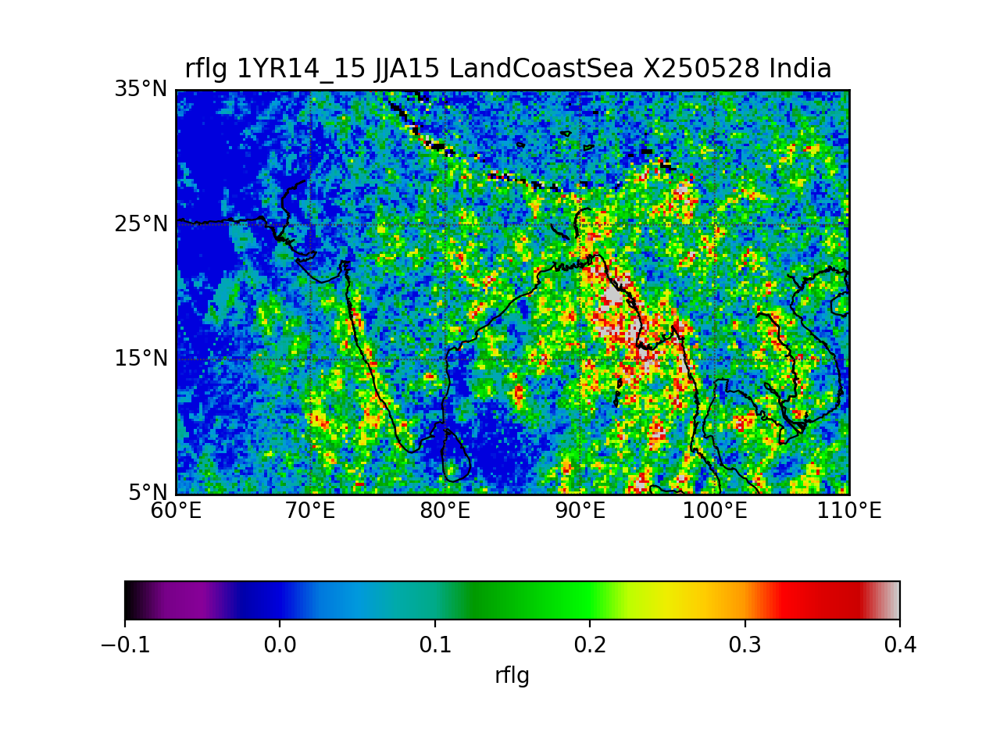 rflg 1YR14_15 JJA15 LandCoastSea X250528 India
35°N
25°N
15°N
5°N
60°E 70°E 80°E 90°E 100°E 110°E
−0.1 0.0 0.1 0.2 0.3 0.4
rflg